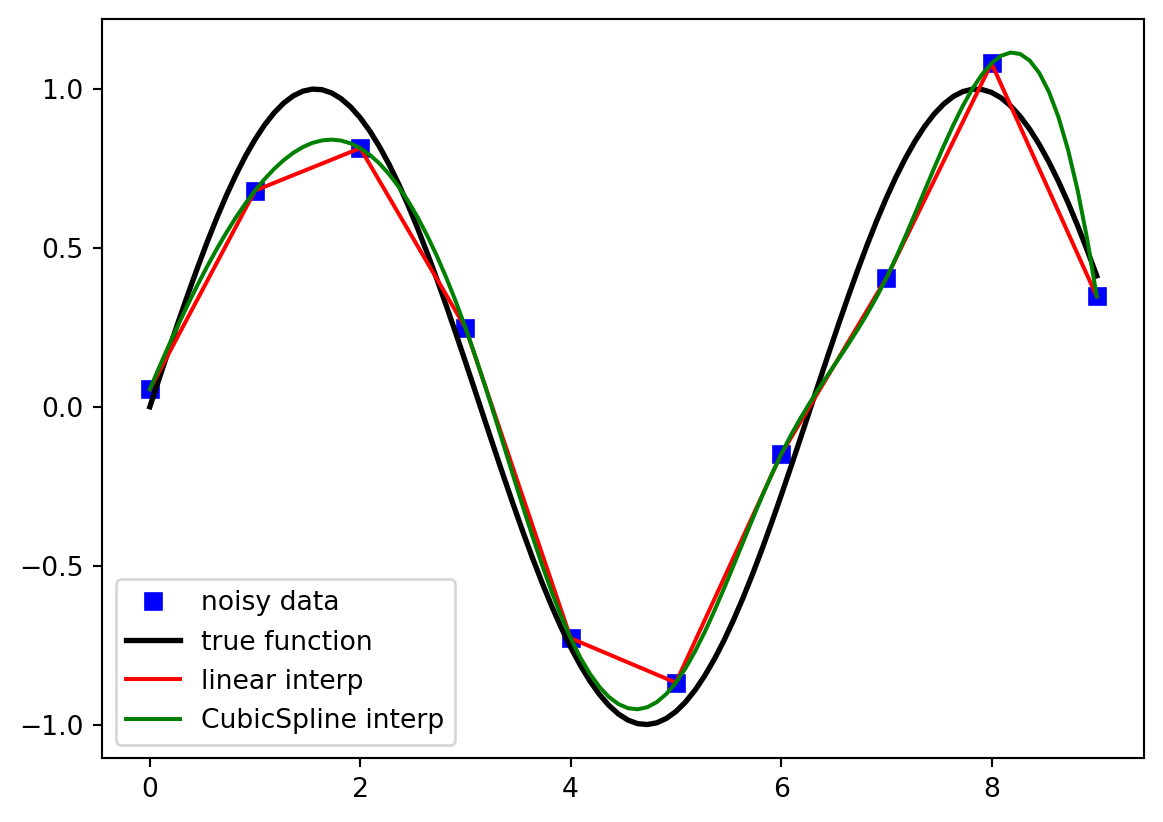 1.0
0.5
0.0
−0.5
−1.0
noisy data
true function
linear interp
CubicSpline interp
0 2 4 6 8